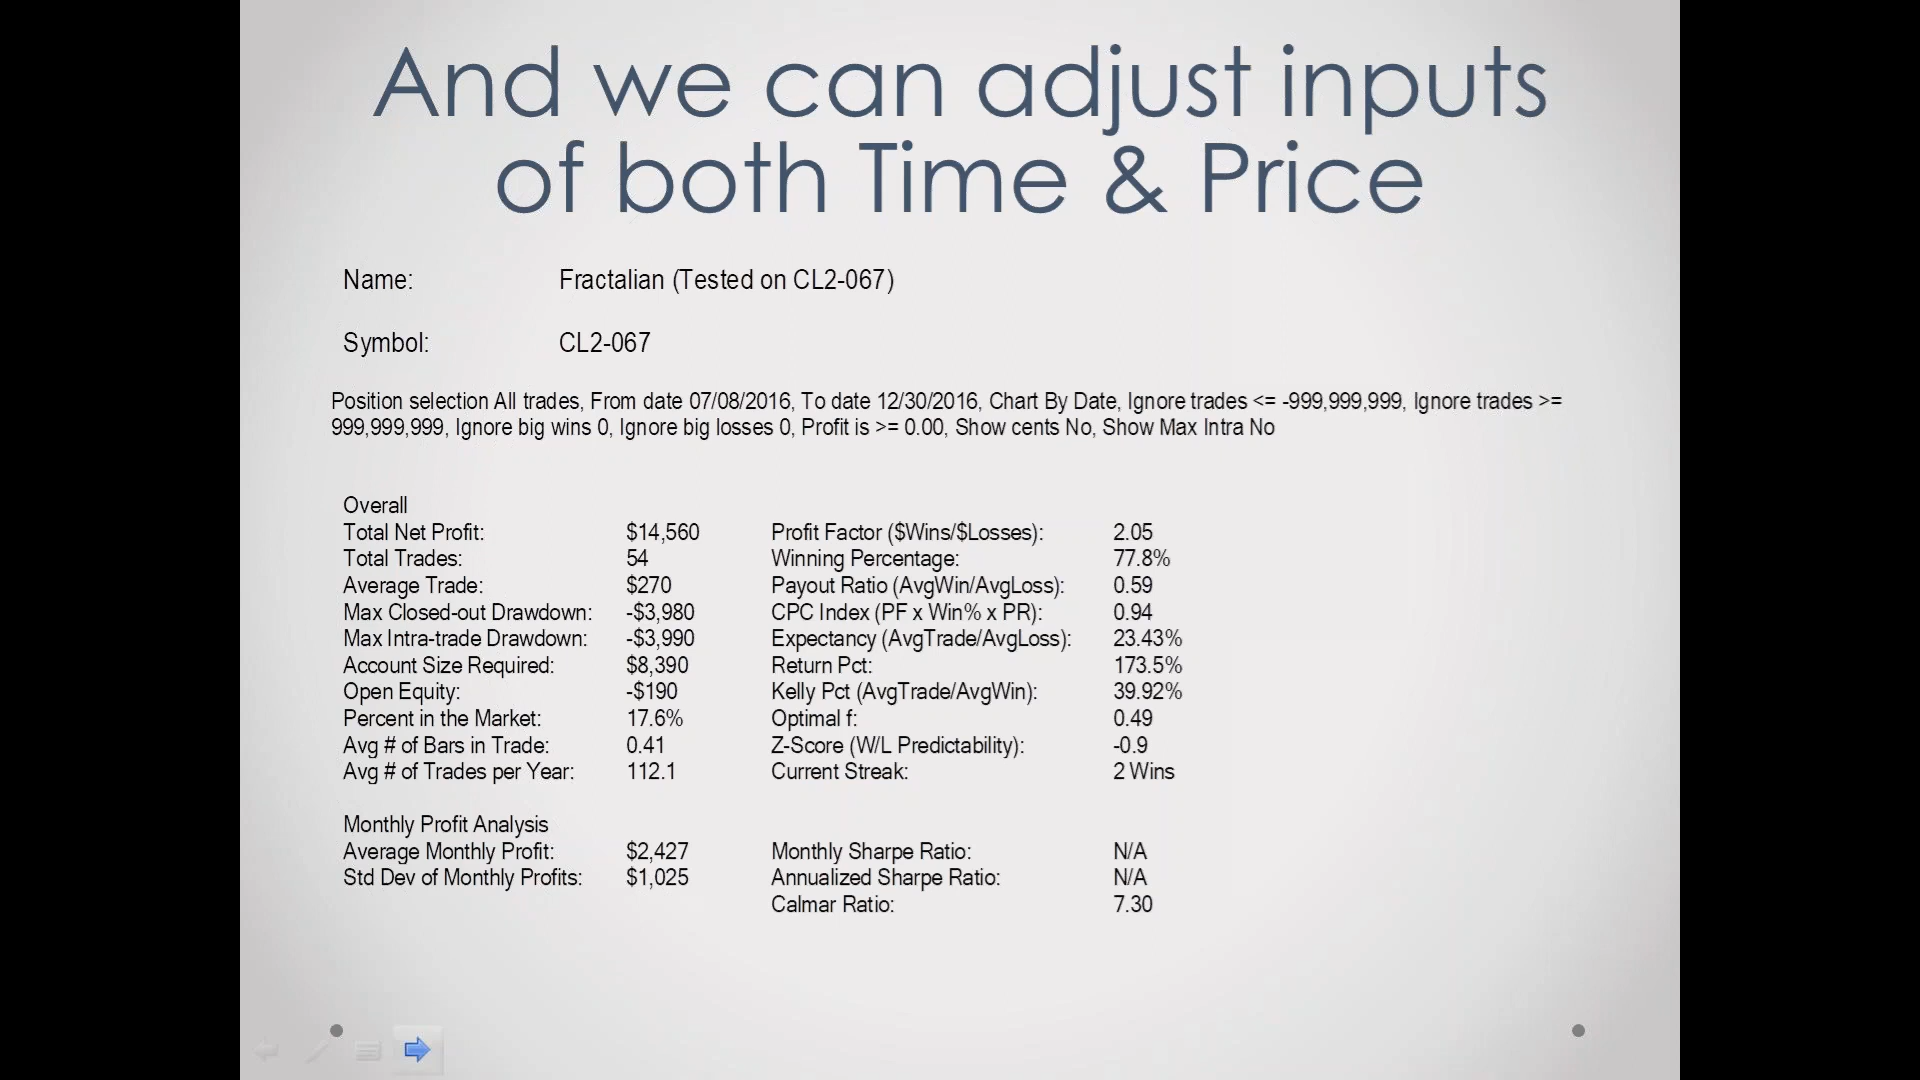 And we can adjust inputs
of both Time & Price
Name: Fractalian (Tested on CL2-067)
Symbol: CL2-067
Position selection All trades, From date 07/08/2016, To date 12/30/2016, Chart By Date, Ignore trades <= -999,999,999, Ignore trades >=
999,999,999, Ignore big wins 0, Ignore big losses 0, Profit is >= 0.00, Show cents No, Show Max Intra No
Overall
Total Net Profit: $14,560 Profit Factor ($Wins/$Losses): 2.05
Total Trades: 54 Winning Percentage: 77.8%
Average Trade: $270 Payout Ratio (AvgWin/AvgLoss): 0.59
Max Closed-out Drawdown: -$3,980 CPC Index (PF x Win% x PR): 0.94
Max Intra-trade Drawdown: -$3,990 Expectancy (AvgTrade/AvgLoss): 23.43%
Account Size Required: $8,390 Return Pct: 173.5%
Open Equity: -$190 Kelly Pct (AvgTrade/AvgWin): 39.92%
Percent in the Market: 17.6% Optimal f: 0.49
Avg # of Bars in Trade: 0.41 Z-Score (W/L Predictability): -0.9
Avg # of Trades per Year: 112.1 Current Streak: 2 Wins
Monthly Profit Analysis
Average Monthly Profit: $2,427 Monthly Sharpe Ratio: N/A
Std Dev of Monthly Profits: $1,025 Annualized Sharpe Ratio: N/A
Calmar Ratio: 7.30